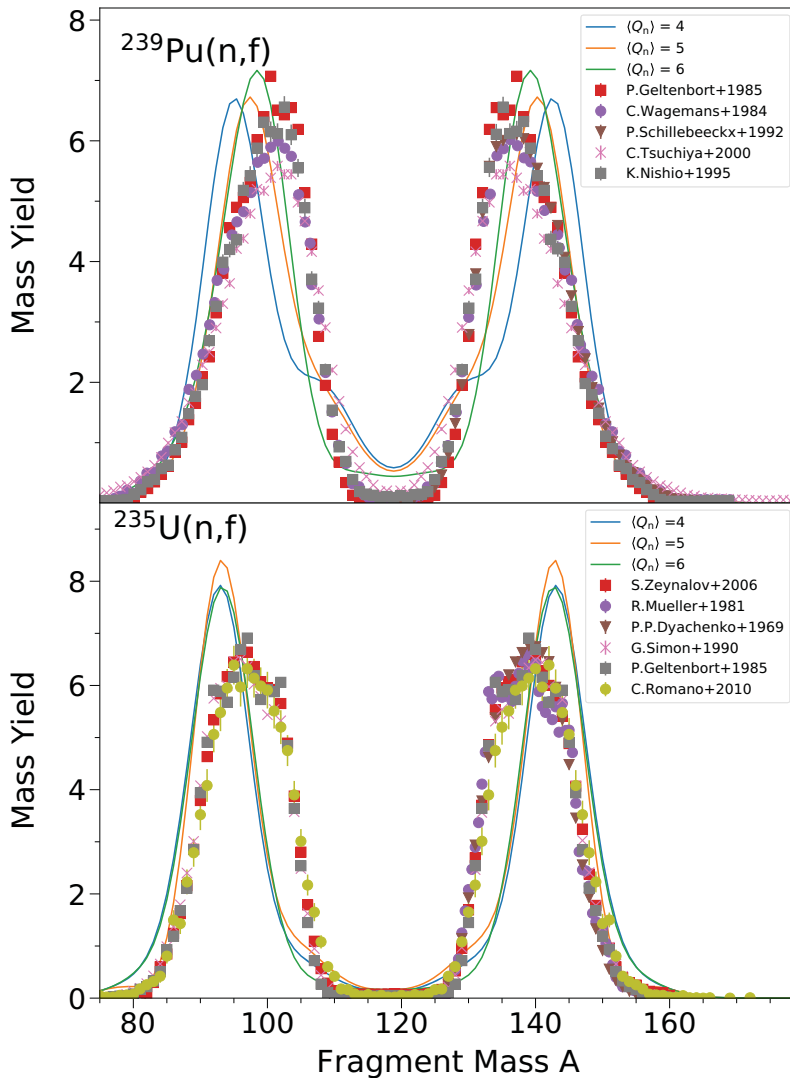 ²³⁹Pu(n,f)
⟨Qₙ⟩ = 4
⟨Qₙ⟩ = 5
⟨Qₙ⟩ = 6
P.Geltenbort+1985
C.Wagemans+1984
P.Schillebeeckx+1992
C.Tsuchiya+2000
K.Nishio+1995
8
6
4
2
Mass Yield
²³⁵U(n,f)
⟨Qₙ⟩ =4
⟨Qₙ⟩ =5
⟨Qₙ⟩ =6
S.Zeynalov+2006
R.Mueller+1981
P.P.Dyachenko+1969
G.Simon+1990
P.Geltenbort+1985
C.Romano+2010
8
6
4
2
0
Mass Yield
80 100 120 140 160
Fragment Mass A